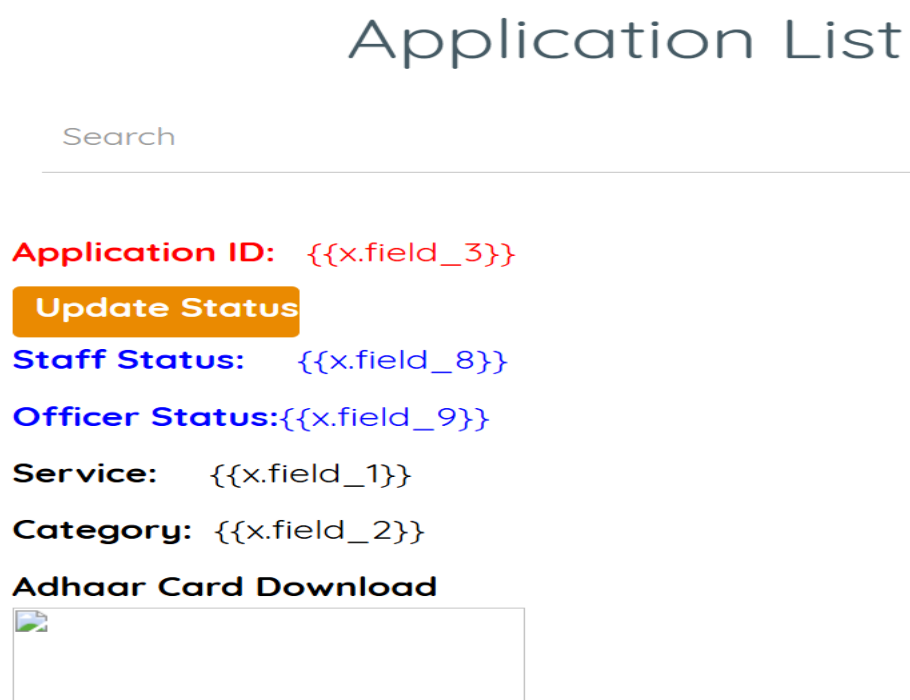 Application List
Search
Application ID: {{x.field_3}}
Update Status
Staff Status: {{x.field_8}}
Officer Status:{{x.field_9}}
Service: {{x.field_1}}
Category: {{x.field_2}}
Adhaar Card Download